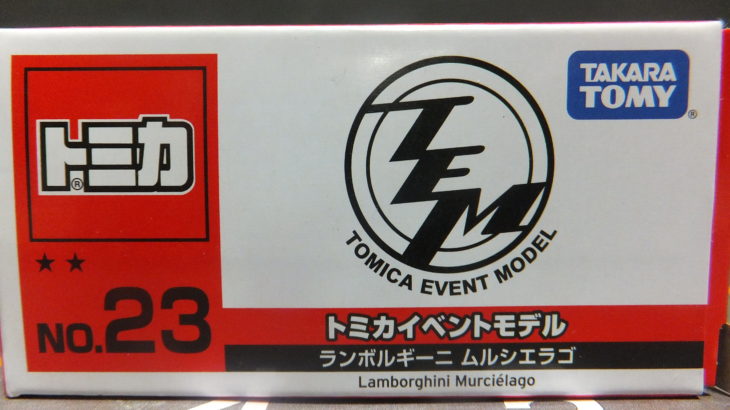 トミカ
®
★★
NO.23
TEM
TOMICA EVENT MODEL
TAKARA
TOMY
®
トミカイベントモデル
ランボルギーニ ムルシエラゴ
Lamborghini Murciélago